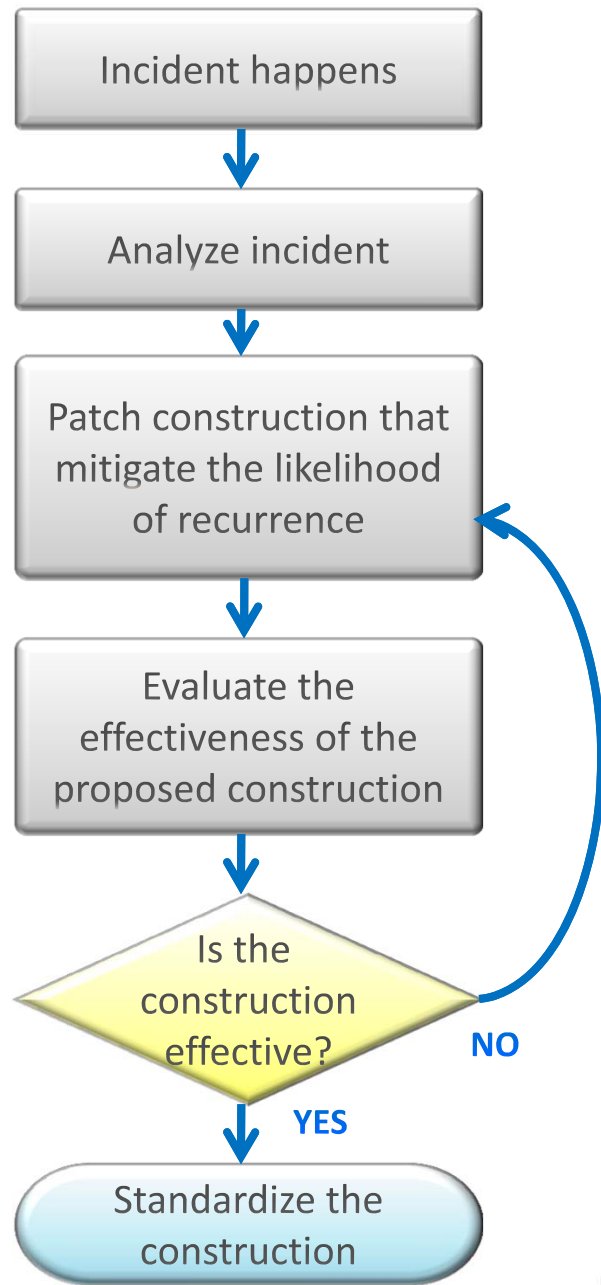 Incident happens
Analyze incident
Patch construction that
mitigate the likelihood
of recurrence
Evaluate the
effectiveness of the
proposed construction
Is the
construction
effective?
NO
YES
Standardize the
construction